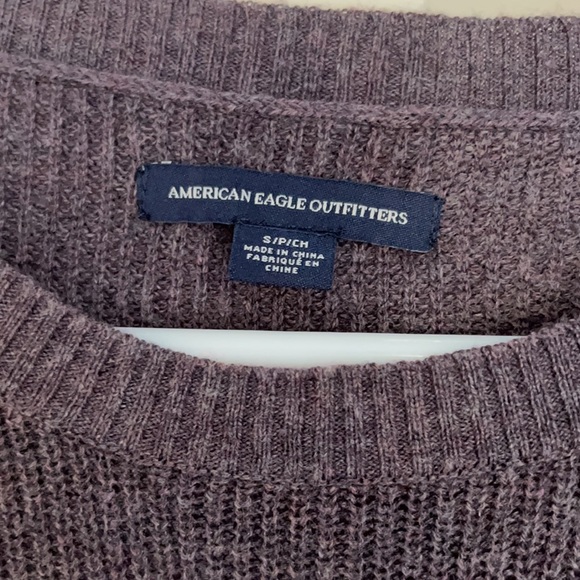 AMERICAN EAGLE OUTFITTERS
S/P/CH
MADE IN CHINA
FABRIQUÉ EN
CHINE